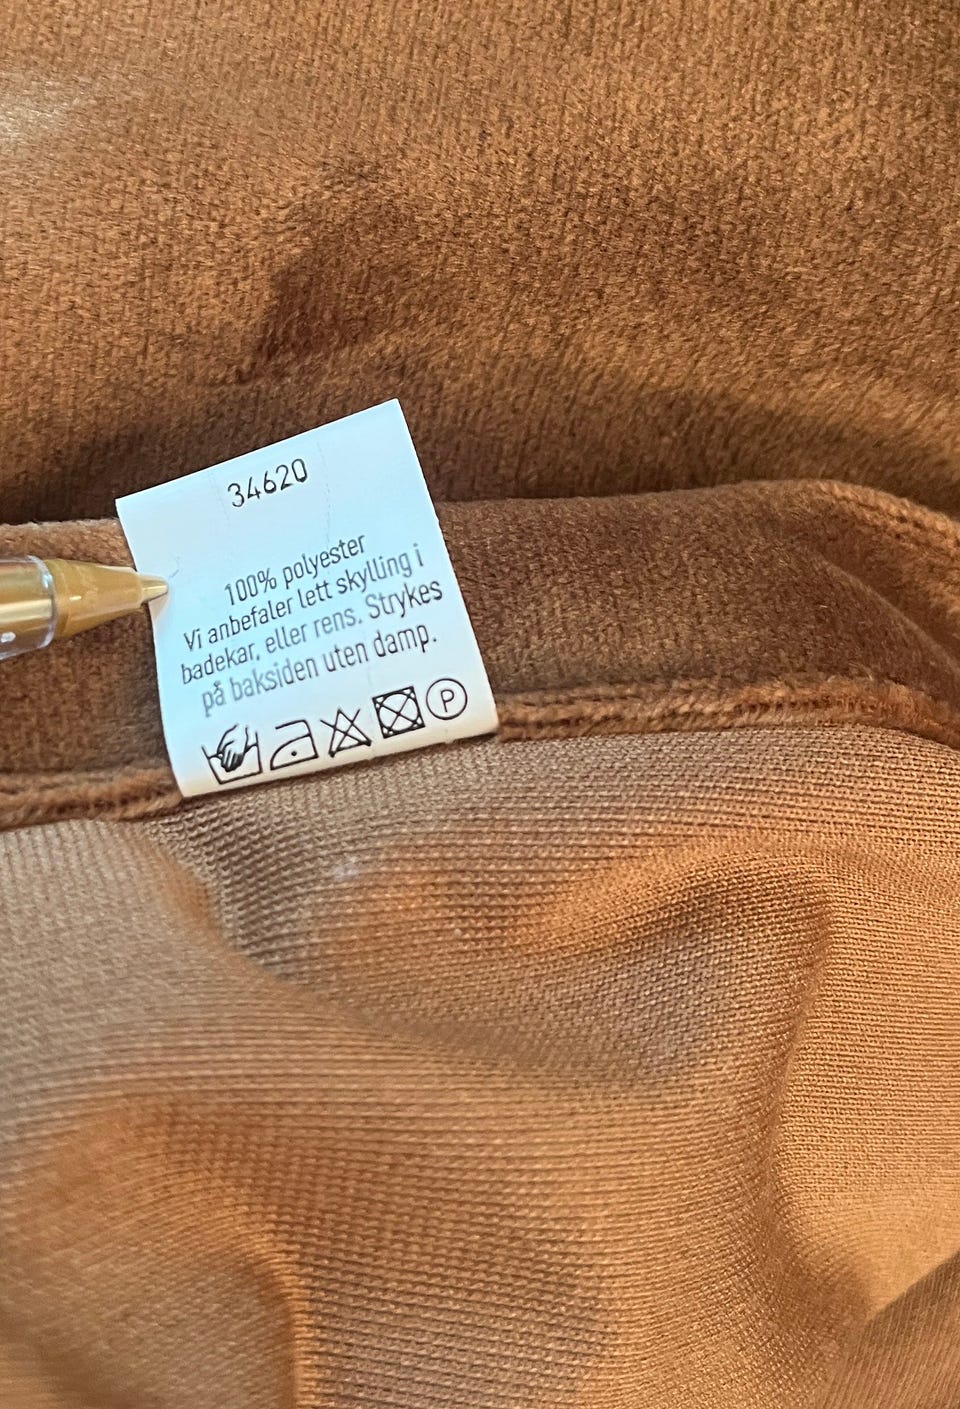 34620
100% polyester
Vi anbefaler lett skylling i
badekar, eller rens. Strykes
på baksiden uten damp.
P